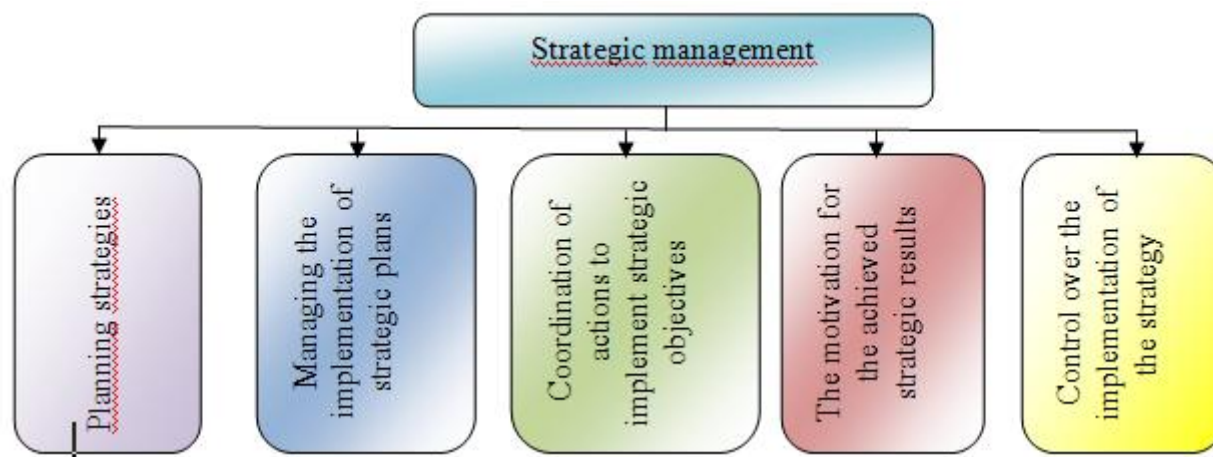 Strategic management
Planning strategies
Managing the
implementation of
strategic plans
Coordination of
actions to
implement strategic
objectives
The motivation for
the achieved
strategic results
Control over the
implementation of
the strategy